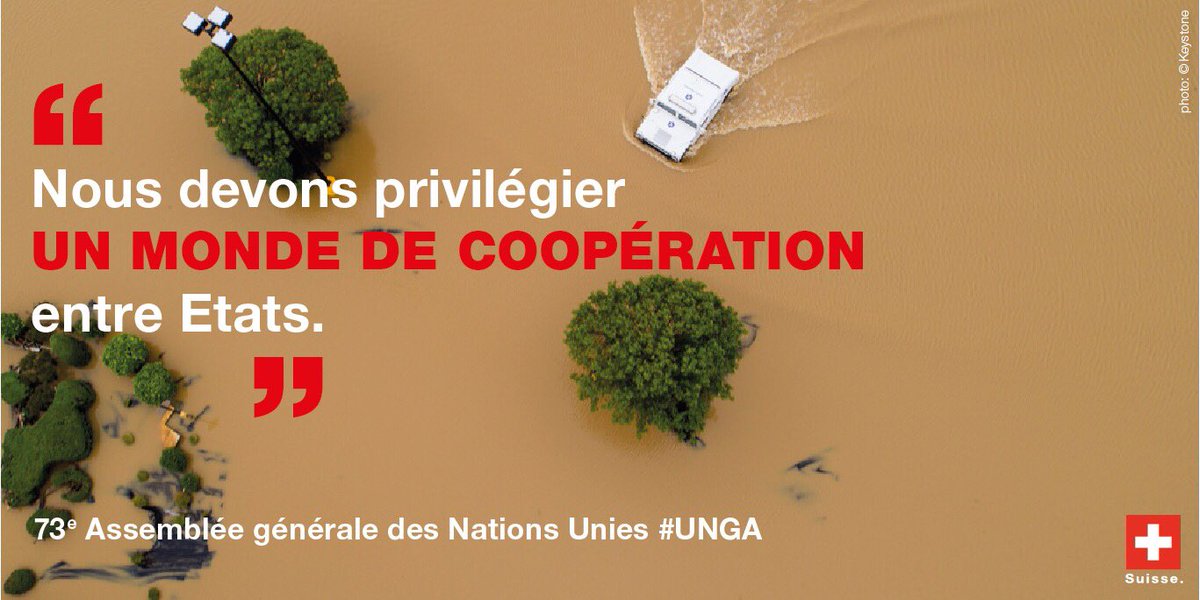 photo: © Keystone
“
Nous devons privilégier
UN MONDE DE COOPÉRATION
entre Etats.
”
73e Assemblée générale des Nations Unies #UNGA
Suisse.